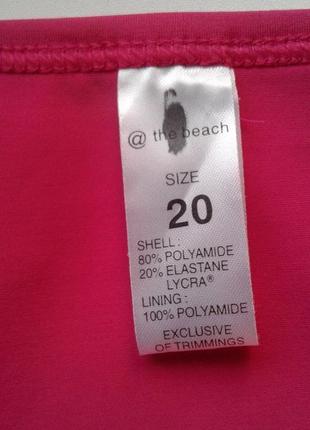 @ the beach
SIZE
20
SHELL :
80% POLYAMIDE
20% ELASTANE
LYCRA®
LINING :
100% POLYAMIDE
EXCLUSIVE
OF TRIMMINGS